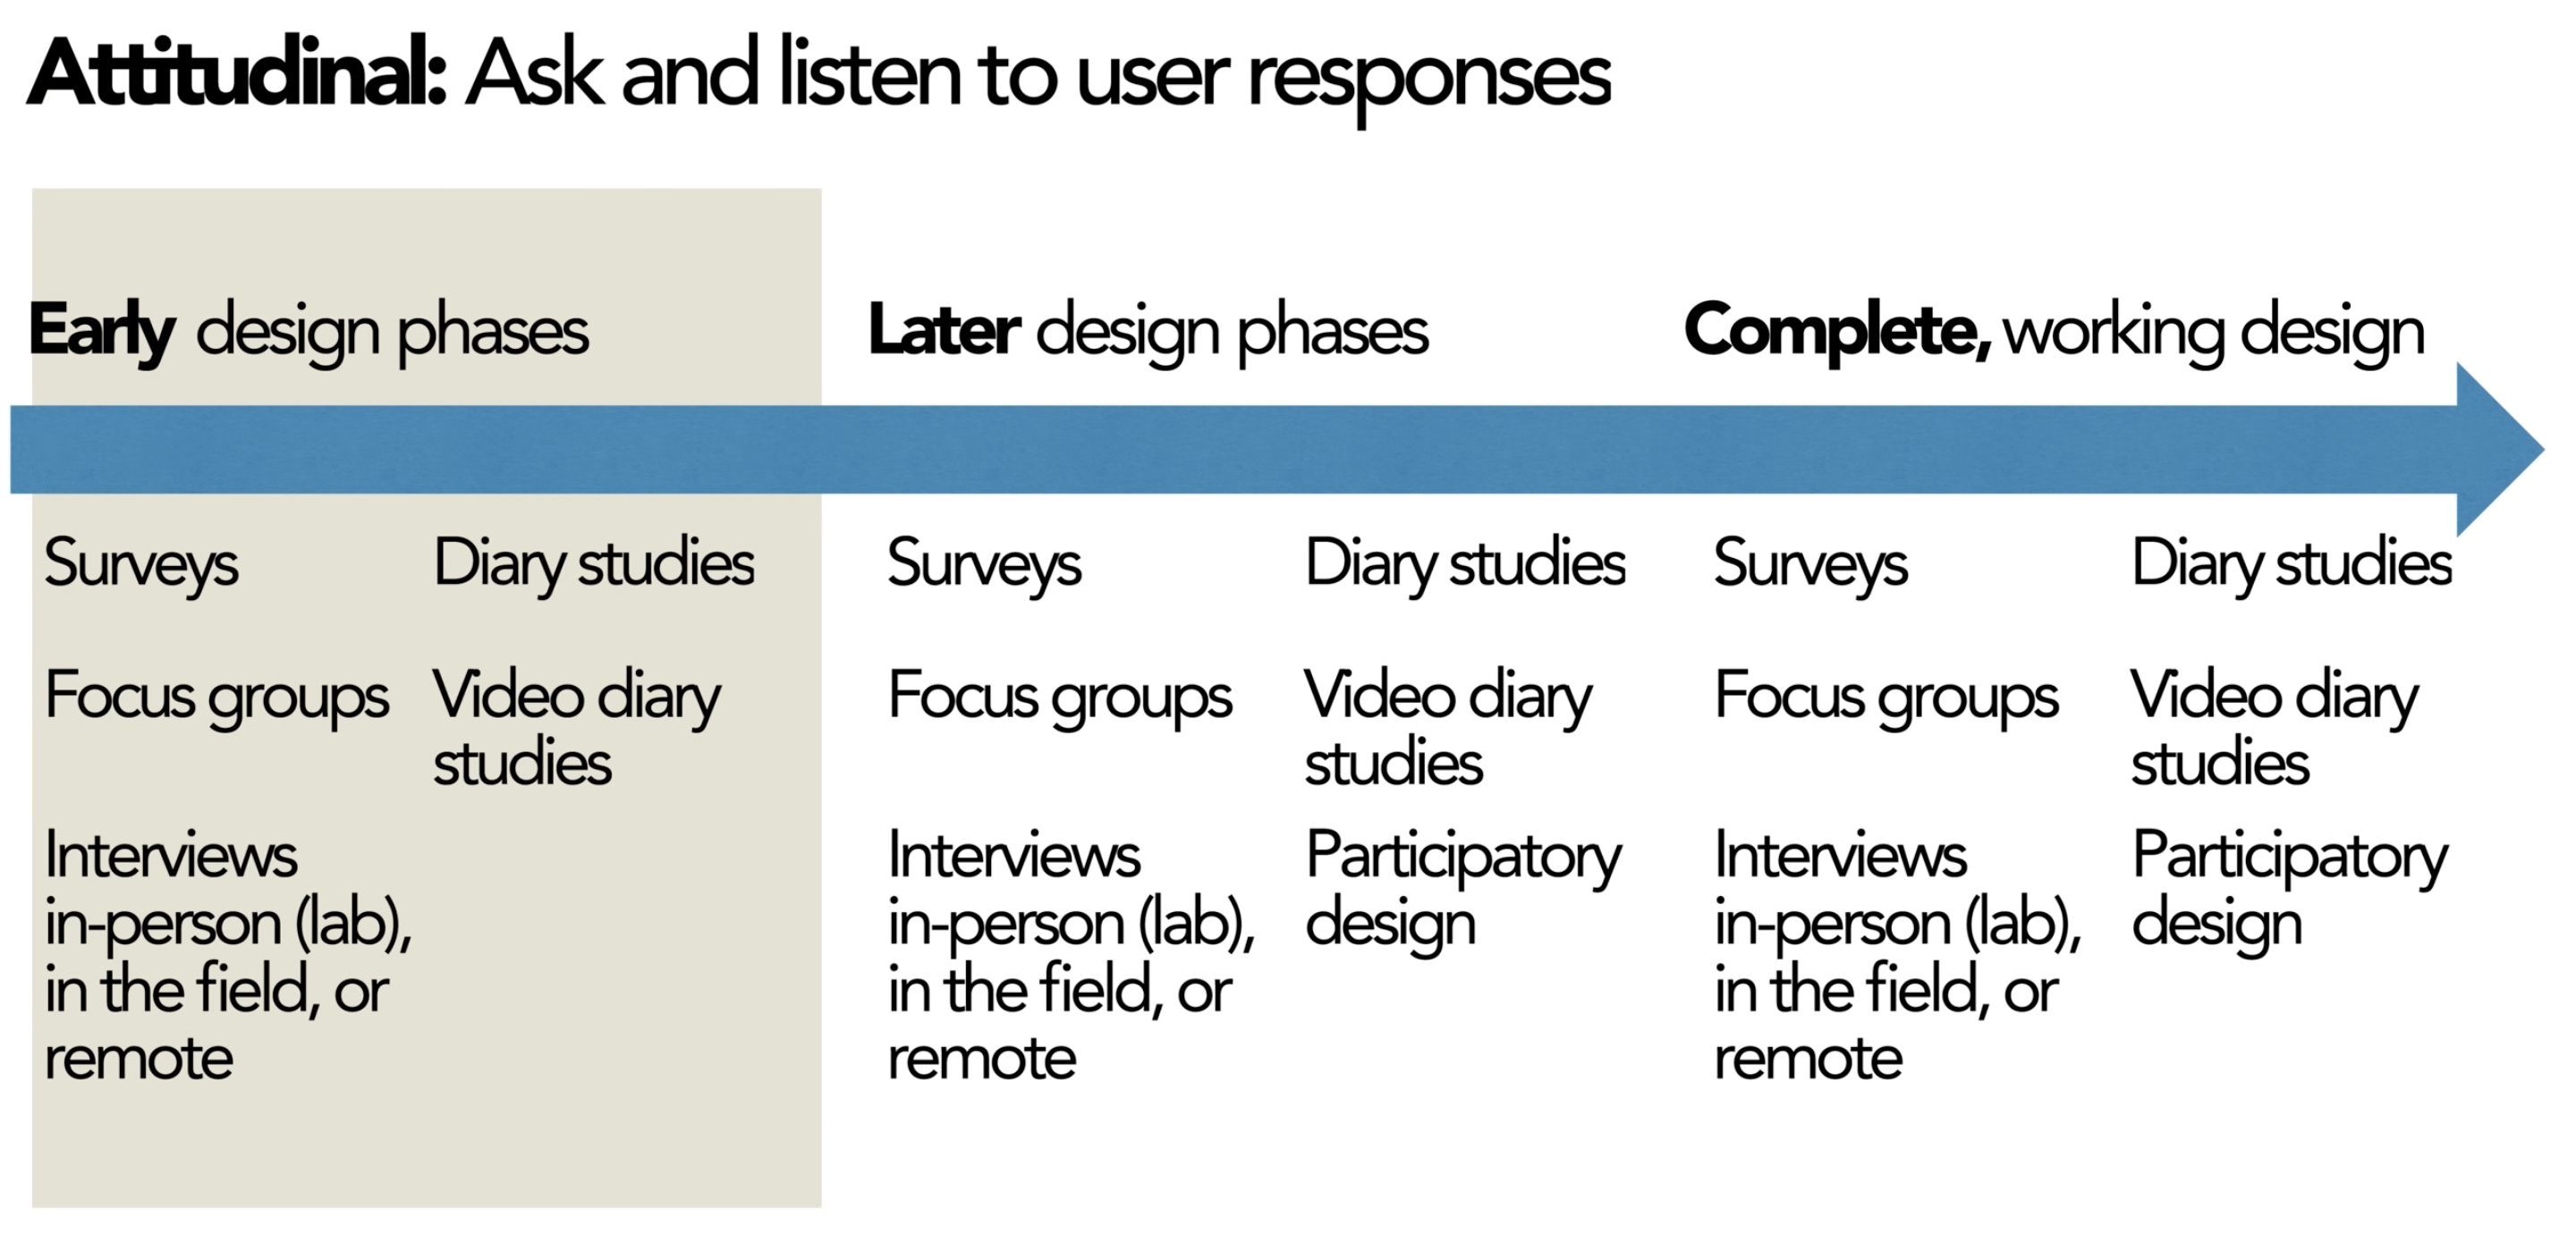 Attitudinal: Ask and listen to user responses
Early design phases
Surveys
Focus groups
Interviews
in-person (lab),
in the field, or
remote
Diary studies
Video diary
studies
Later design phases
Surveys
Focus groups
Interviews
in-person (lab),
in the field, or
remote
Diary studies
Video diary
studies
Participatory
design
Complete, working design
Surveys
Focus groups
Interviews
in-person (lab),
in the field, or
remote
Diary studies
Video diary
studies
Participatory
design